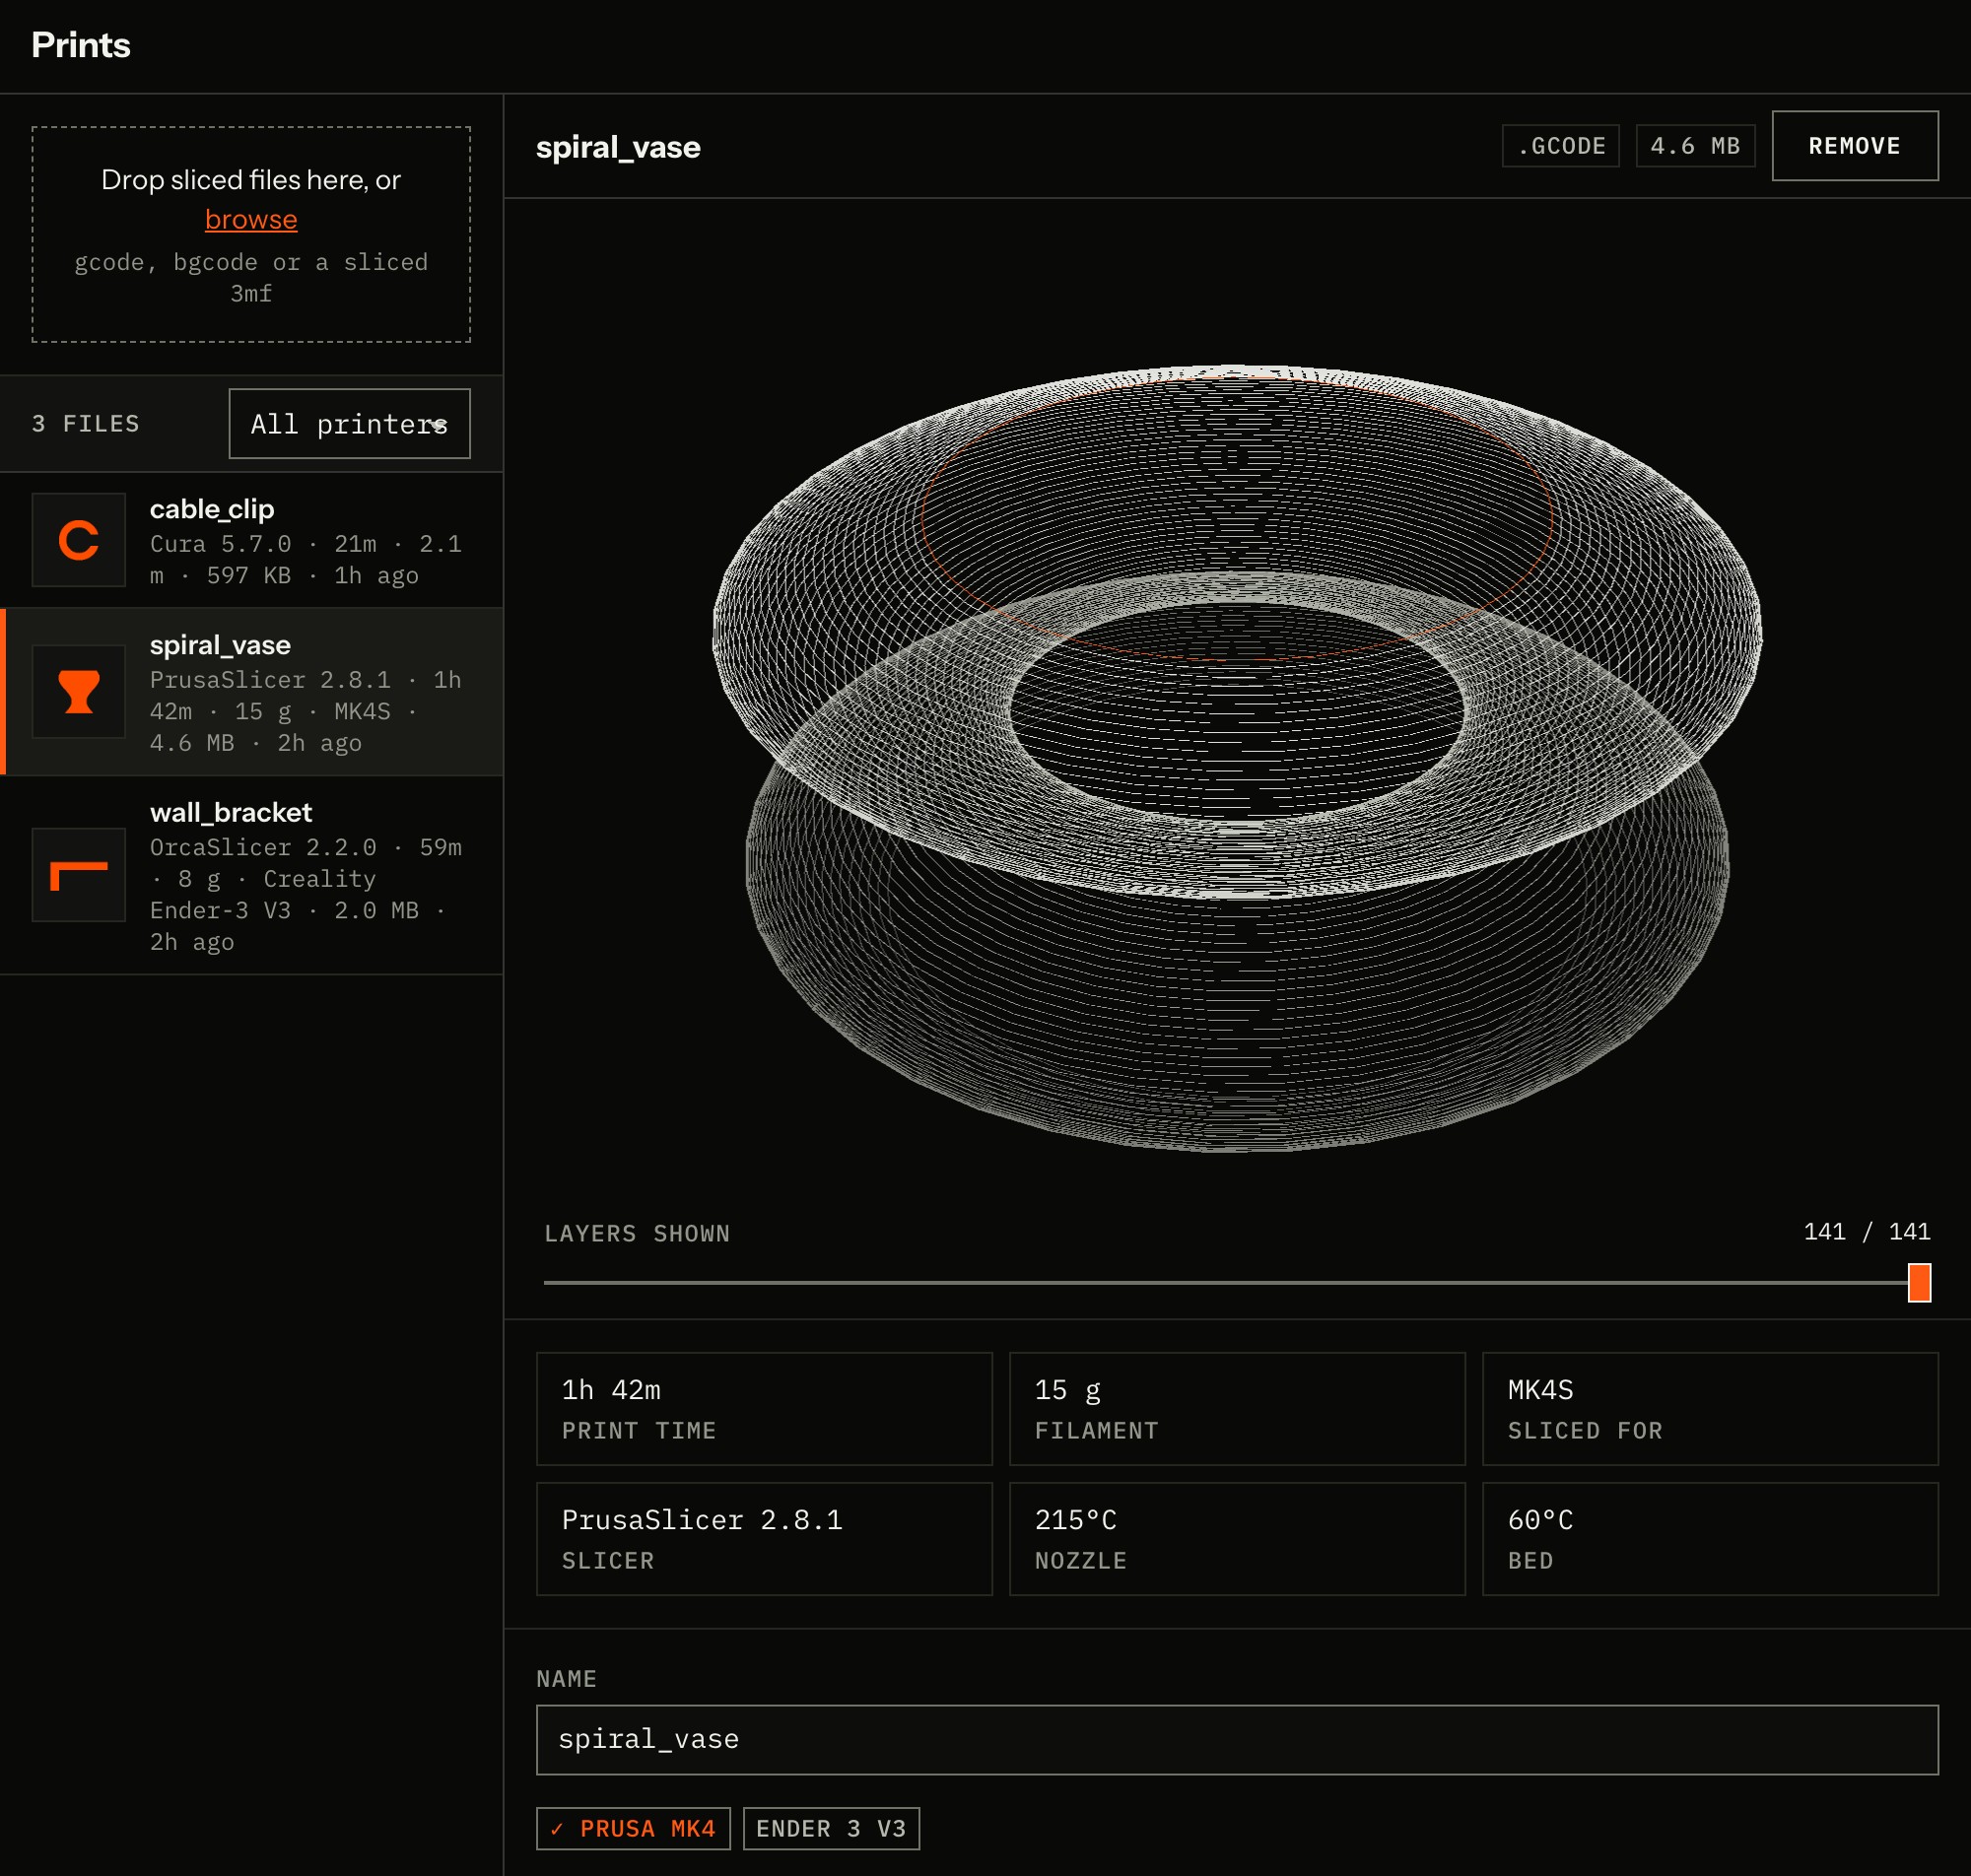 Prints
Drop sliced files here, or
browse
gcode, bgcode or a sliced
3mf
3 FILES
All printers
cable_clip
Cura 5.7.0 · 21m · 2.1
m · 597 KB · 1h ago
spiral_vase
PrusaSlicer 2.8.1 · 1h
42m · 15 g · MK4S ·
4.6 MB · 2h ago
wall_bracket
OrcaSlicer 2.2.0 · 59m
· 8 g · Creality
Ender-3 V3 · 2.0 MB ·
2h ago
spiral_vase
.GCODE
4.6 MB
REMOVE
LAYERS SHOWN
141 / 141
1h 42m
PRINT TIME
15 g
FILAMENT
MK4S
SLICED FOR
PrusaSlicer 2.8.1
SLICER
215°C
NOZZLE
60°C
BED
NAME
spiral_vase
✓ PRUSA MK4
ENDER 3 V3